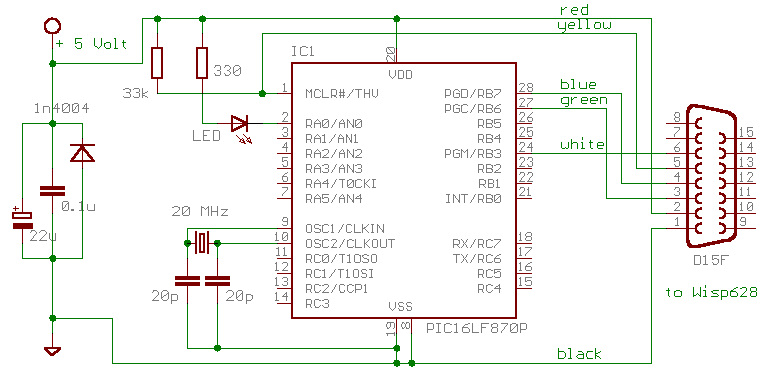 red
yellow
+ 5 Volt
IC1
20
VDD
330
33k
1 MCLR#/THV PGD/RB7 28 blue
PGC/RB6 27 green
1n4004
2 RA0/AN0 RB5 26
8
LED
3 RA1/AN1 RB4 25
7 15
4 RA2/AN2 PGM/RB3 24 white
6 14
5 RA3/AN3 RB2 23
5 13
6 RA4/T0CKI RB1 22
4 12
7 RA5/AN4 INT/RB0 21
3 11
0.1u
20 MHz
2 10
22u
9 OSC1/CLKIN
1 9
10 OSC2/CLKOUT RX/RC7 18
11 RC0/T1OSO TX/RC6 17
D15F
12 RC1/T1OSI RC5 16
13 RC2/CCP1 RC4 15
20p 20p
14 RC3
to Wisp628
VSS
19 8
PIC16LF870P
black